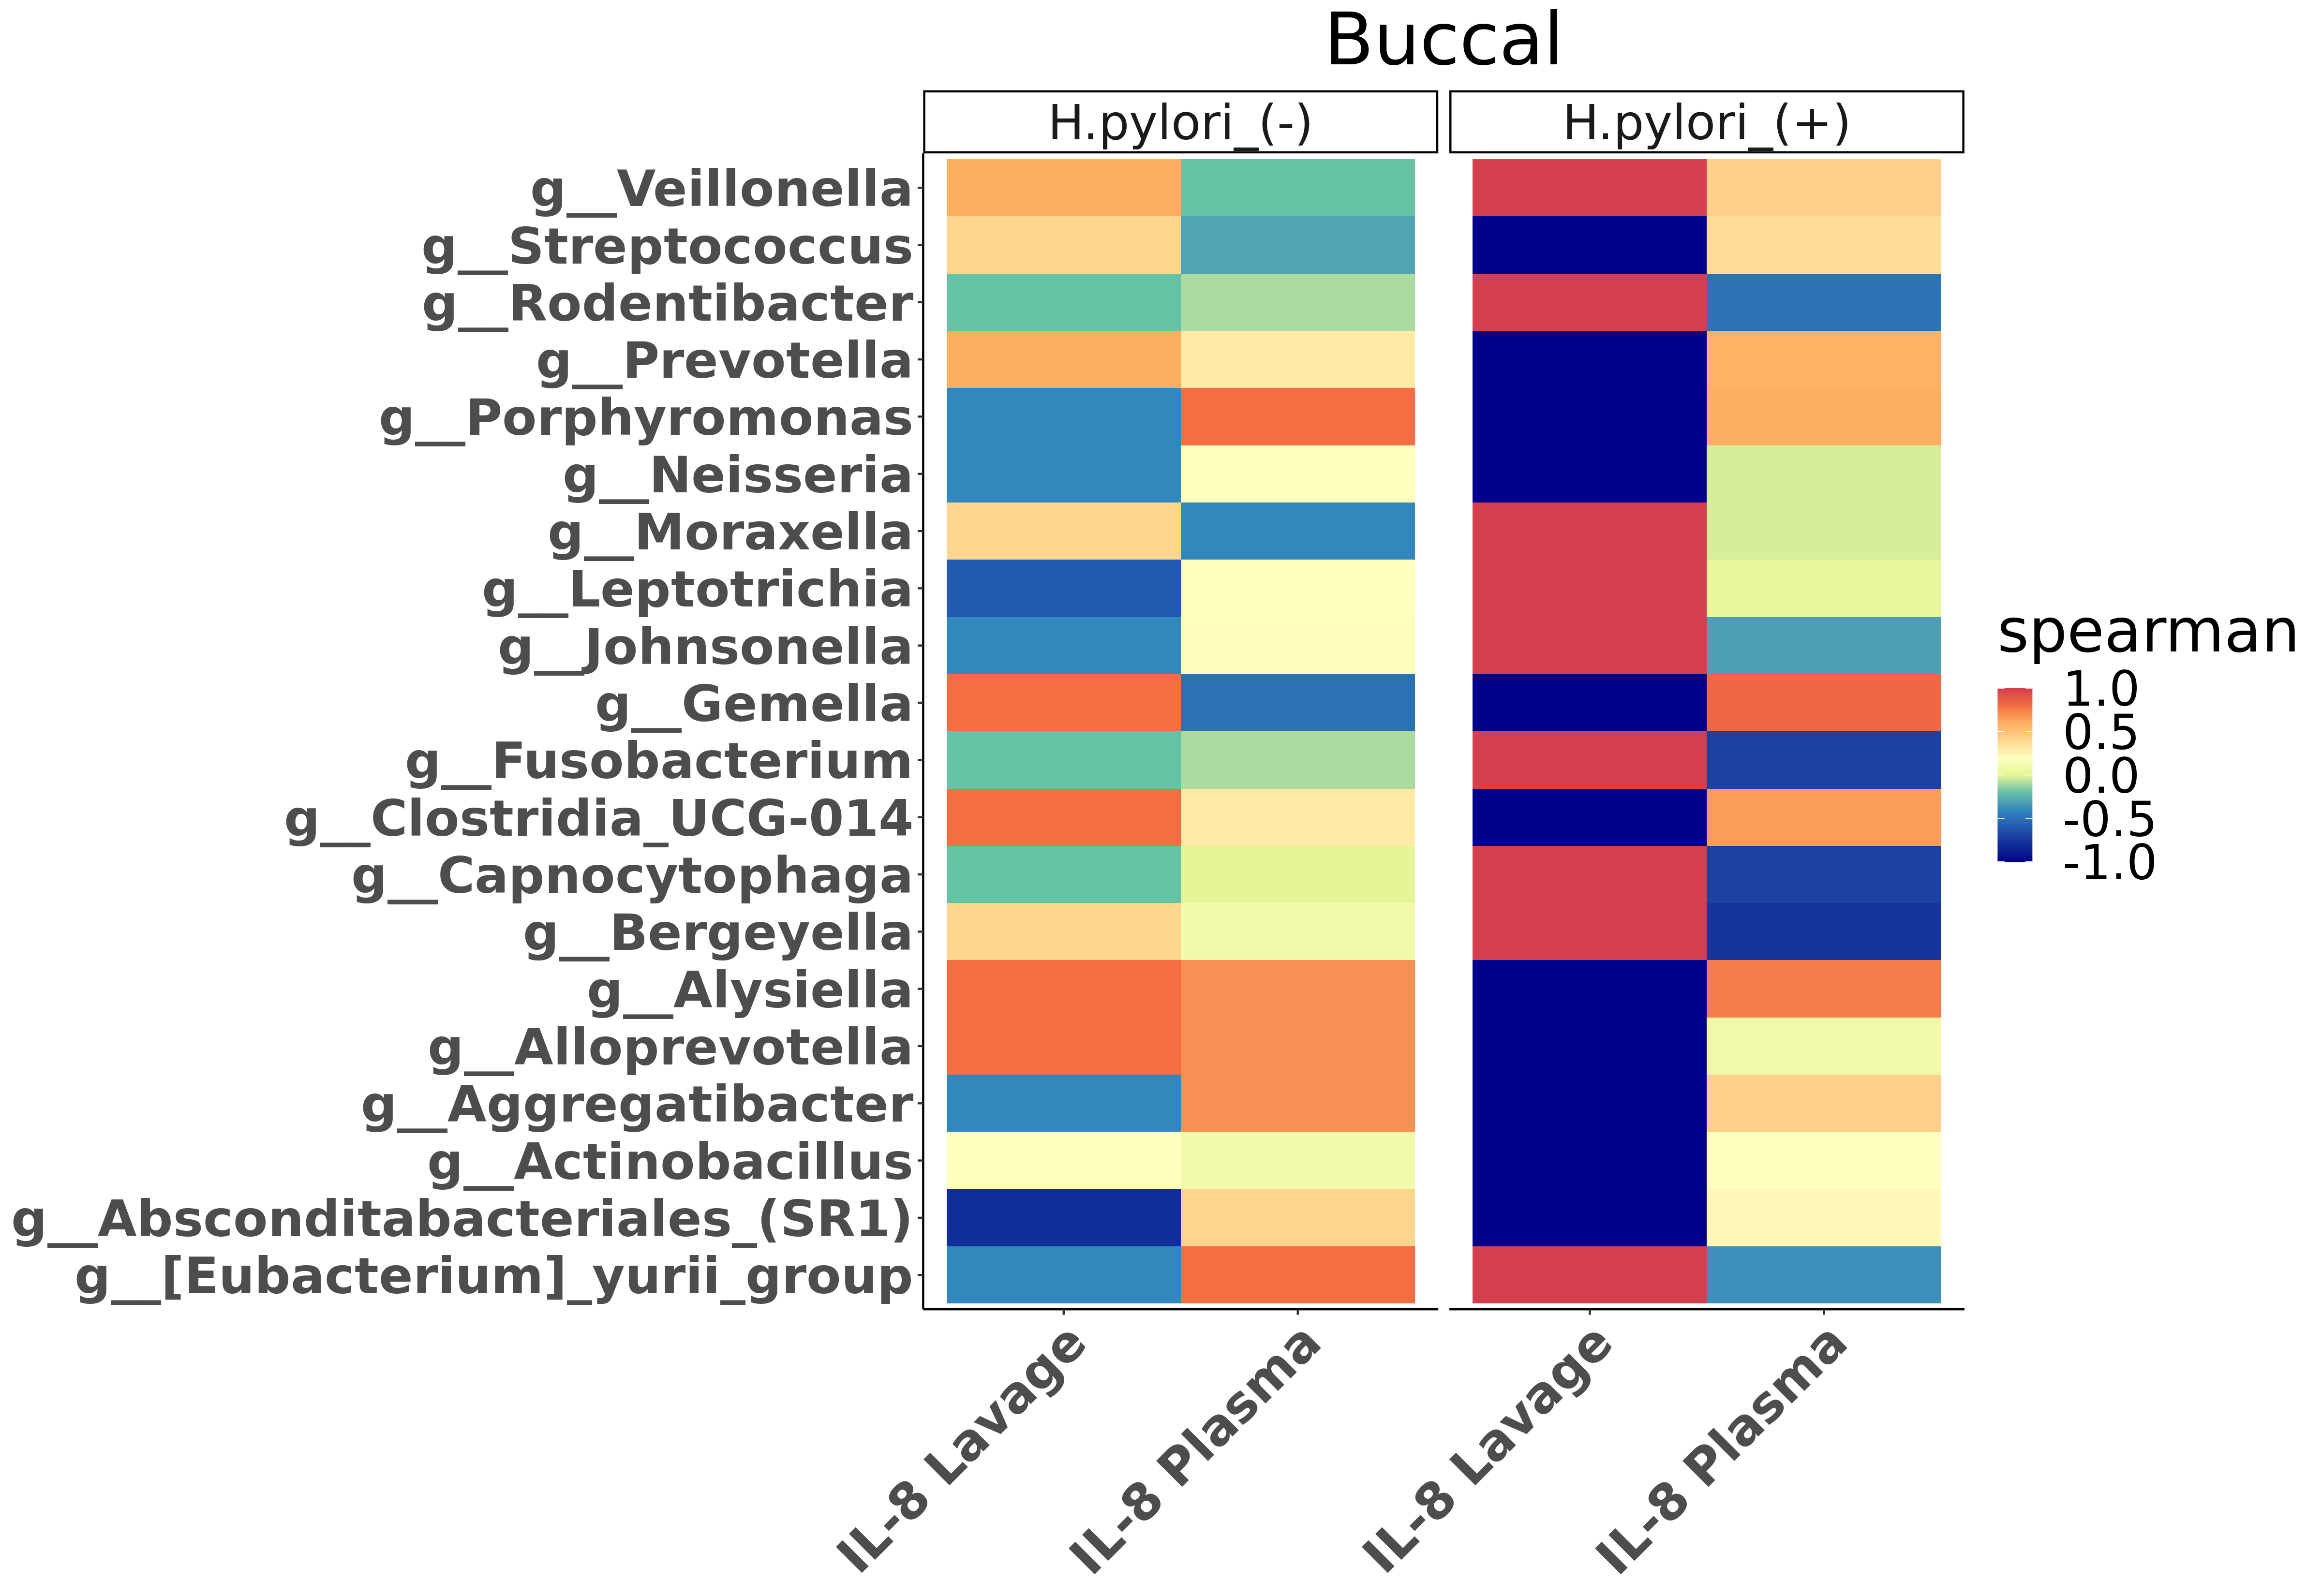 Buccal
H.pylori_(-)
H.pylori_(+)
g__Veillonella
g__Streptococcus
g__Rodentibacter
g__Prevotella
g__Porphyromonas
g__Neisseria
g__Moraxella
g__Leptotrichia
g__Johnsonella
g__Gemella
g__Fusobacterium
g__Clostridia_UCG-014
g__Capnocytophaga
g__Bergeyella
g__Alysiella
g__Alloprevotella
g__Aggregatibacter
g__Actinobacillus
g__Absconditabacteriales_(SR1)
g__[Eubacterium]_yurii_group
IL-8 Lavage
IL-8 Plasma
IL-8 Lavage
IL-8 Plasma
spearman
1.0
0.5
0.0
-0.5
-1.0